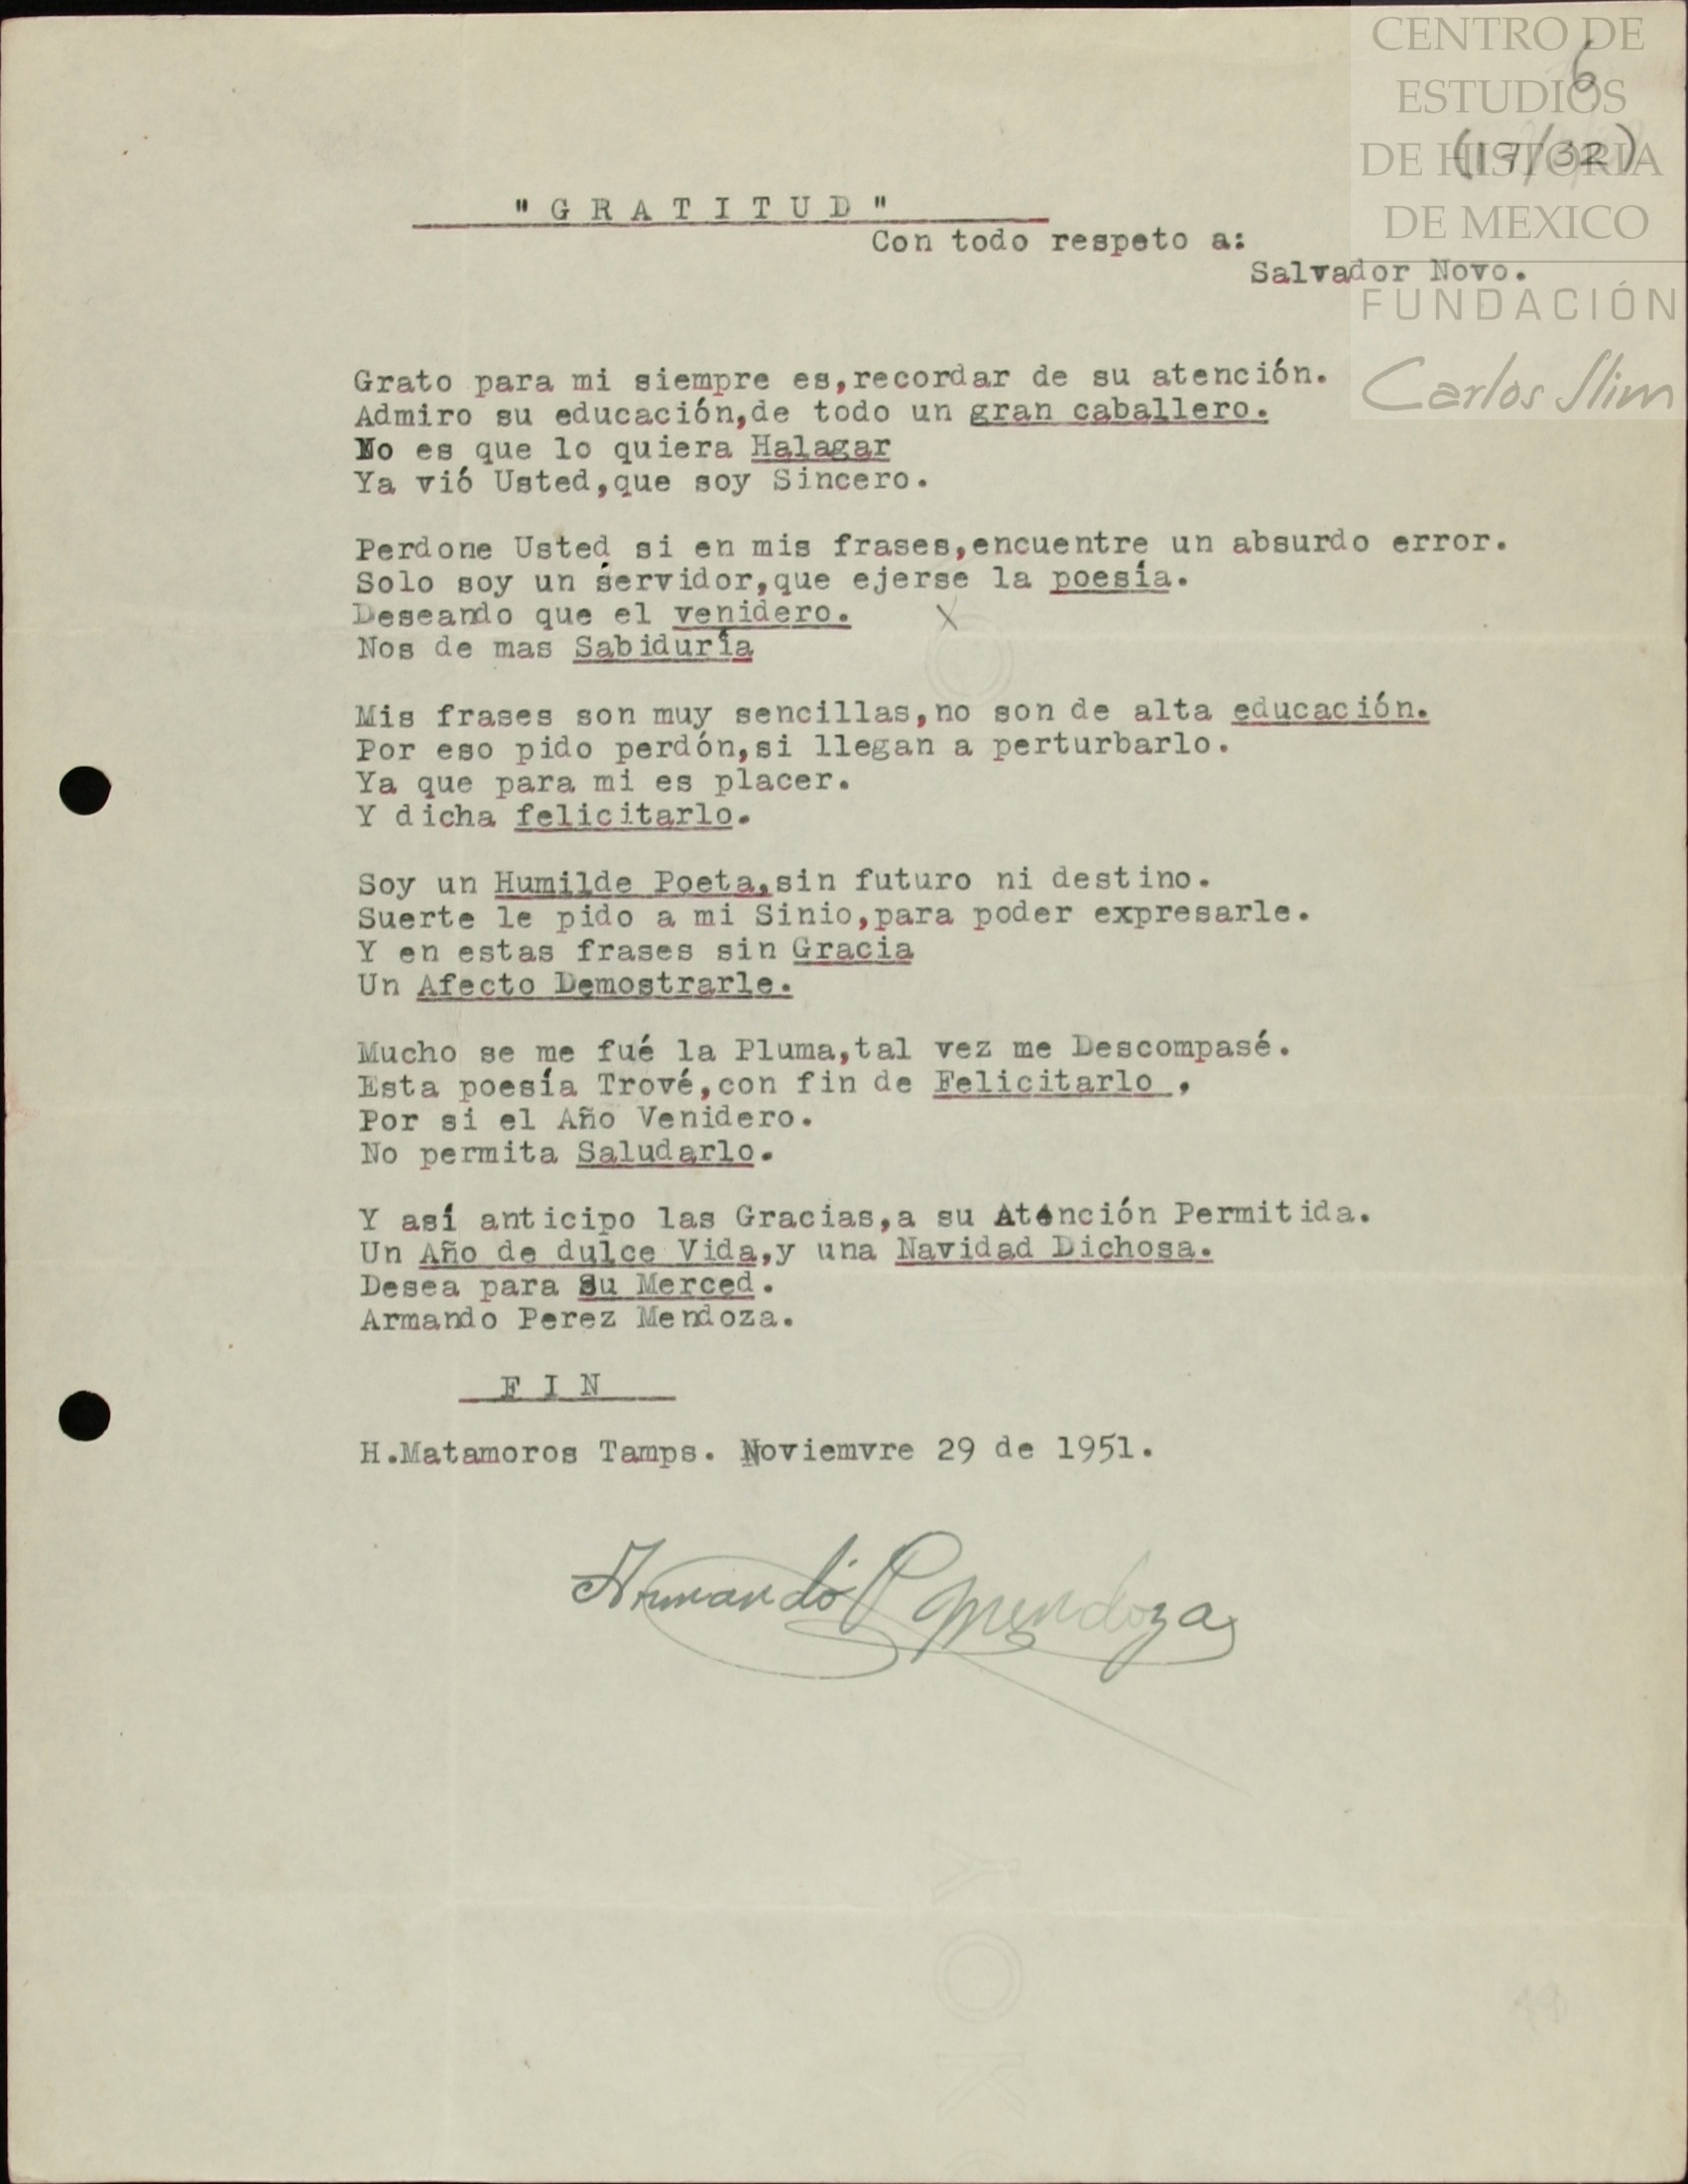 CENTRO DE
ESTUDIOS
DE HISTORIA
DE MEXICO
FUNDACIÓN
Carlos Slim
6
(17/32)
"GRATITUD"
Con todo respeto a:
Salvador Novo.
Grato para mi siempre es,recordar de su atención.
Admiro su educación,de todo un gran caballero.
No es que lo quiera Halagar
Ya vió Usted,que soy Sincero.
Perdone Usted si en mis frases,encuentre un absurdo error.
Solo soy un servidor,que ejerse la poesía.
Deseando que el venidero. X
Nos de mas Sabiduría
Mis frases son muy sencillas,no son de alta educación.
Por eso pido perdón,si llegan a perturbarlo.
Ya que para mi es placer.
Y dicha felicitarlo.
Soy un Humilde Poeta,sin futuro ni destino.
Suerte le pido a mi Sinio,para poder expresarle.
Y en estas frases sin Gracia
Un Afecto Demostrarle.
Mucho se me fué la Pluma,tal vez me Descompasé.
Esta poesía Trové,con fin de Felicitarlo .
Por si el Año Venidero.
No permita Saludarlo.
Y así anticipo las Gracias,a su Atención Permitida.
Un Año de dulce Vida,y una Navidad Dichosa.
Desea para Su Merced.
Armando Perez Mendoza.
FIN
H.Matamoros Tamps. Noviemvre 29 de 1951.
Armando P Mendoza